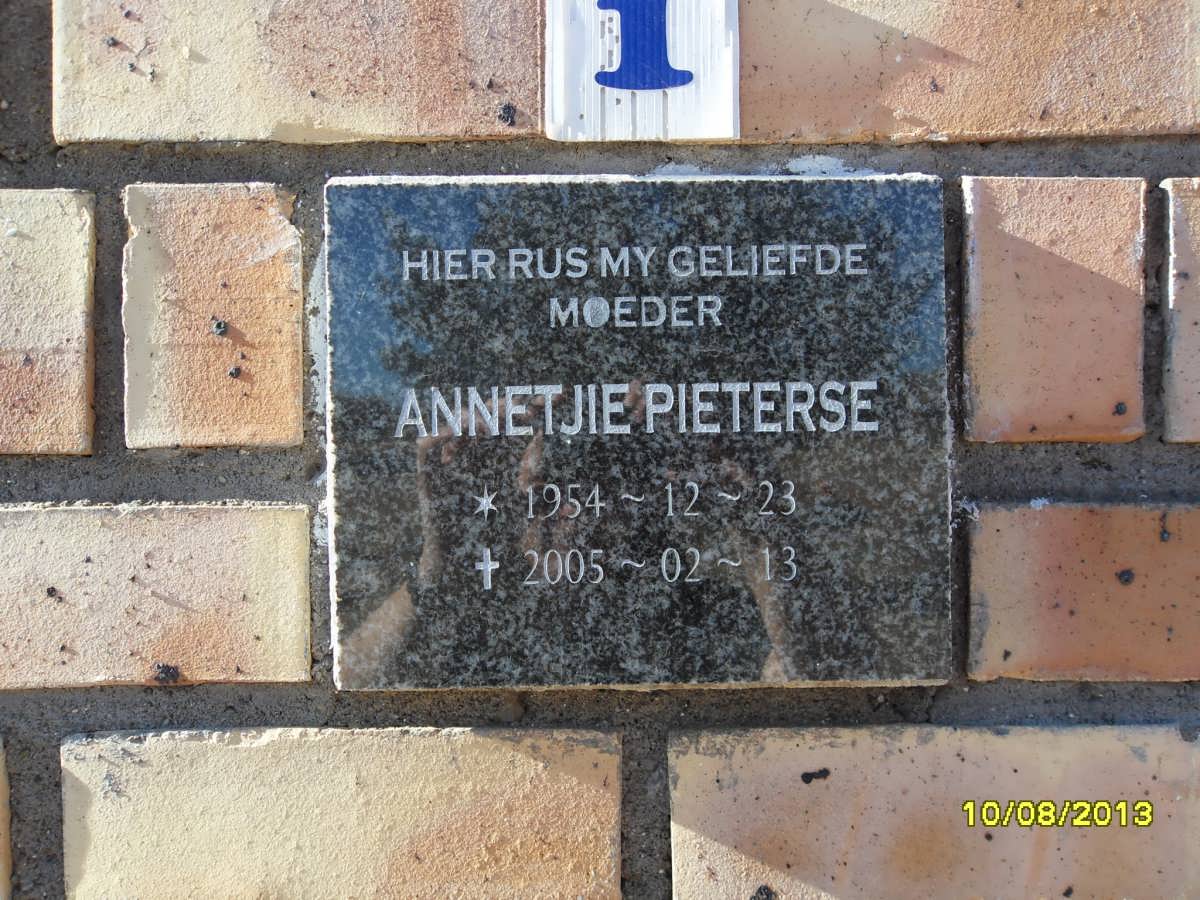 HIER RUS MY GELIEFDE
MOEDER
ANNETJIE PIETERSE
* 1954 ~ 12 ~ 23
✝ 2005 ~ 02 ~ 13
10/08/2013